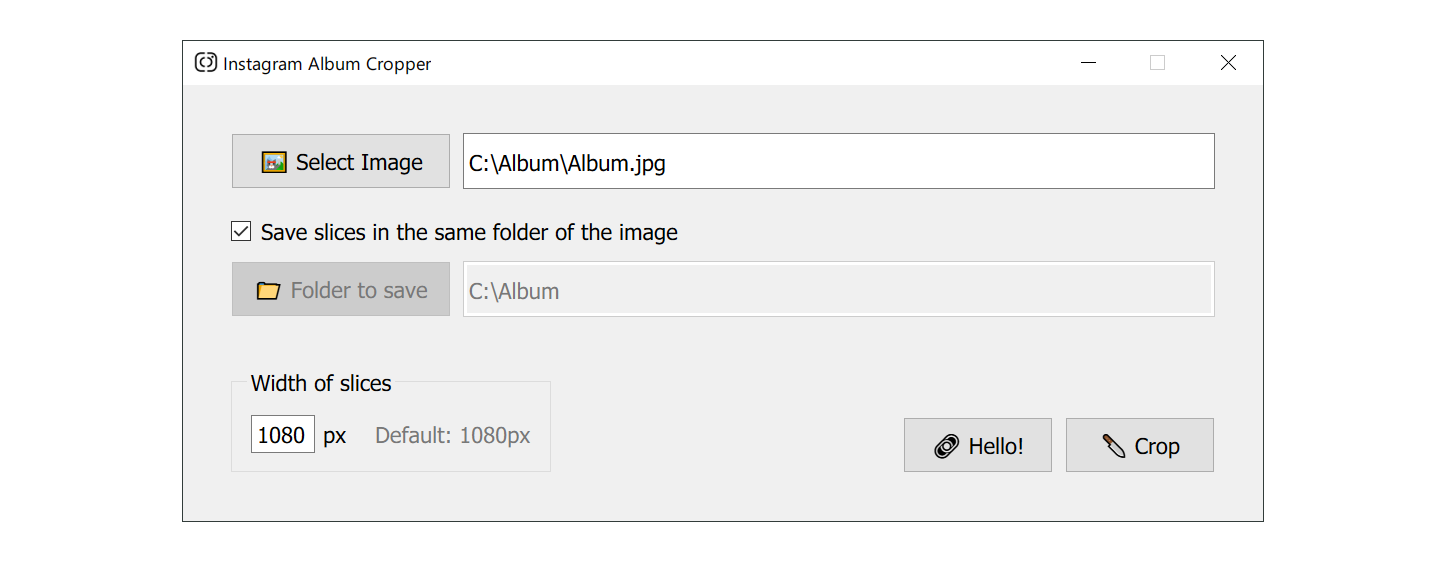 Instagram Album Cropper
Select Image
C:\Album\Album.jpg
Save slices in the same folder of the image
Folder to save
C:\Album
Width of slices
1080 px Default: 1080px
Hello!
Crop